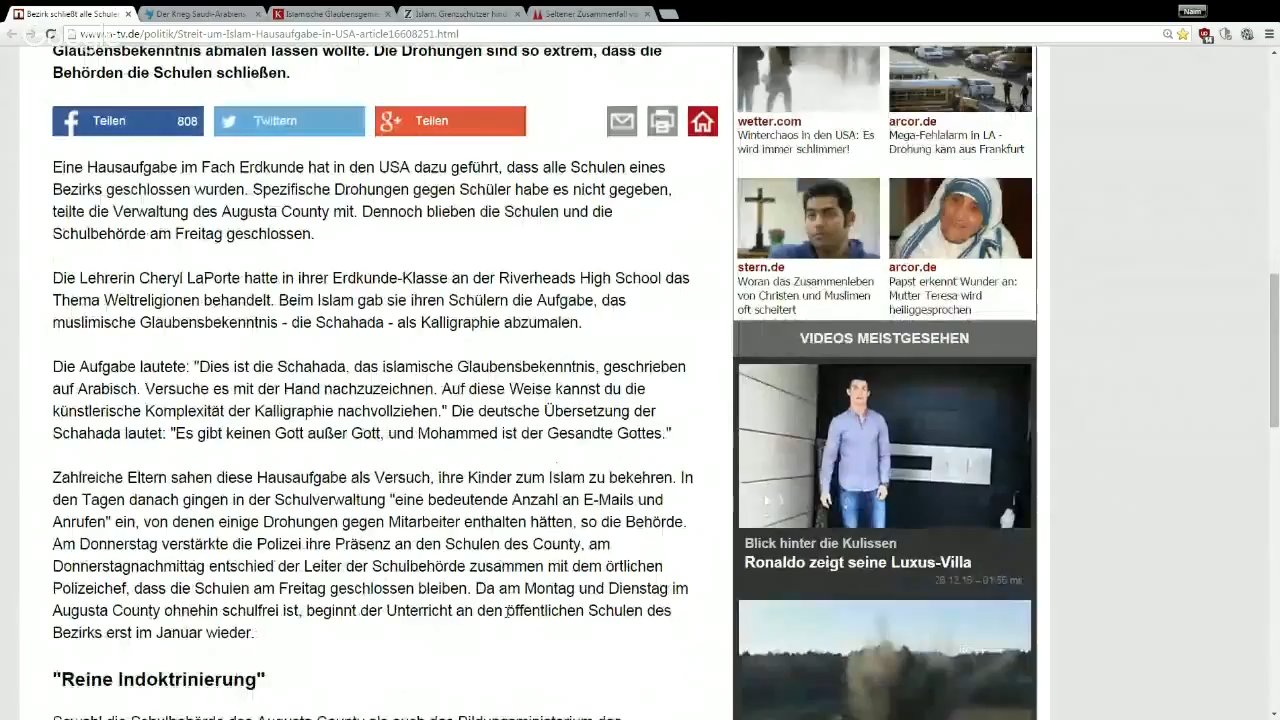 Bezirk schließt alle Schulen
Der Krieg Saudi-Arabiens
Islamische Glaubensgeme
Islam: Grenzschützer hind
Seltener Zusammenfall vo
Naim
www.n-tv.de/politik/Streit-um-Islam-Hausaufgabe-in-USA-article16608251.html
Glaubensbekenntnis abmalen lassen wollte. Die Drohungen sind so extrem, dass die
Behörden die Schulen schließen.
Teilen 808
Twittern
g+ Teilen
Eine Hausaufgabe im Fach Erdkunde hat in den USA dazu geführt, dass alle Schulen eines
Bezirks geschlossen wurden. Spezifische Drohungen gegen Schüler habe es nicht gegeben,
teilte die Verwaltung des Augusta County mit. Dennoch blieben die Schulen und die
Schulbehörde am Freitag geschlossen.
Die Lehrerin Cheryl LaPorte hatte in ihrer Erdkunde-Klasse an der Riverheads High School das
Thema Weltreligionen behandelt. Beim Islam gab sie ihren Schülern die Aufgabe, das
muslimische Glaubensbekenntnis - die Schahada - als Kalligraphie abzumalen.
Die Aufgabe lautete: "Dies ist die Schahada, das islamische Glaubensbekenntnis, geschrieben
auf Arabisch. Versuche es mit der Hand nachzuzeichnen. Auf diese Weise kannst du die
künstlerische Komplexität der Kalligraphie nachvollziehen." Die deutsche Übersetzung der
Schahada lautet: "Es gibt keinen Gott außer Gott, und Mohammed ist der Gesandte Gottes."
Zahlreiche Eltern sahen diese Hausaufgabe als Versuch, ihre Kinder zum Islam zu bekehren. In
den Tagen danach gingen in der Schulverwaltung "eine bedeutende Anzahl an E-Mails und
Anrufen" ein, von denen einige Drohungen gegen Mitarbeiter enthalten hätten, so die Behörde.
Am Donnerstag verstärkte die Polizei ihre Präsenz an den Schulen des County, am
Donnerstagnachmittag entschied der Leiter der Schulbehörde zusammen mit dem örtlichen
Polizeichef, dass die Schulen am Freitag geschlossen bleiben. Da am Montag und Dienstag im
Augusta County ohnehin schulfrei ist, beginnt der Unterricht an den öffentlichen Schulen des
Bezirks erst im Januar wieder.
"Reine Indoktrinierung"
Sowohl die Schulbehörde des Augusta County als auch das Bildungsministerium des
wetter.com
Winterchaos in den USA: Es
wird immer schlimmer!
arcor.de
Mega-Fehlalarm in LA -
Drohung kam aus Frankfurt
stern.de
Woran das Zusammenleben
von Christen und Muslimen
oft scheitert
arcor.de
Papst erkennt Wunder an:
Mutter Teresa wird
heiliggesprochen
VIDEOS MEISTGESEHEN
Blick hinter die Kulissen
Ronaldo zeigt seine Luxus-Villa